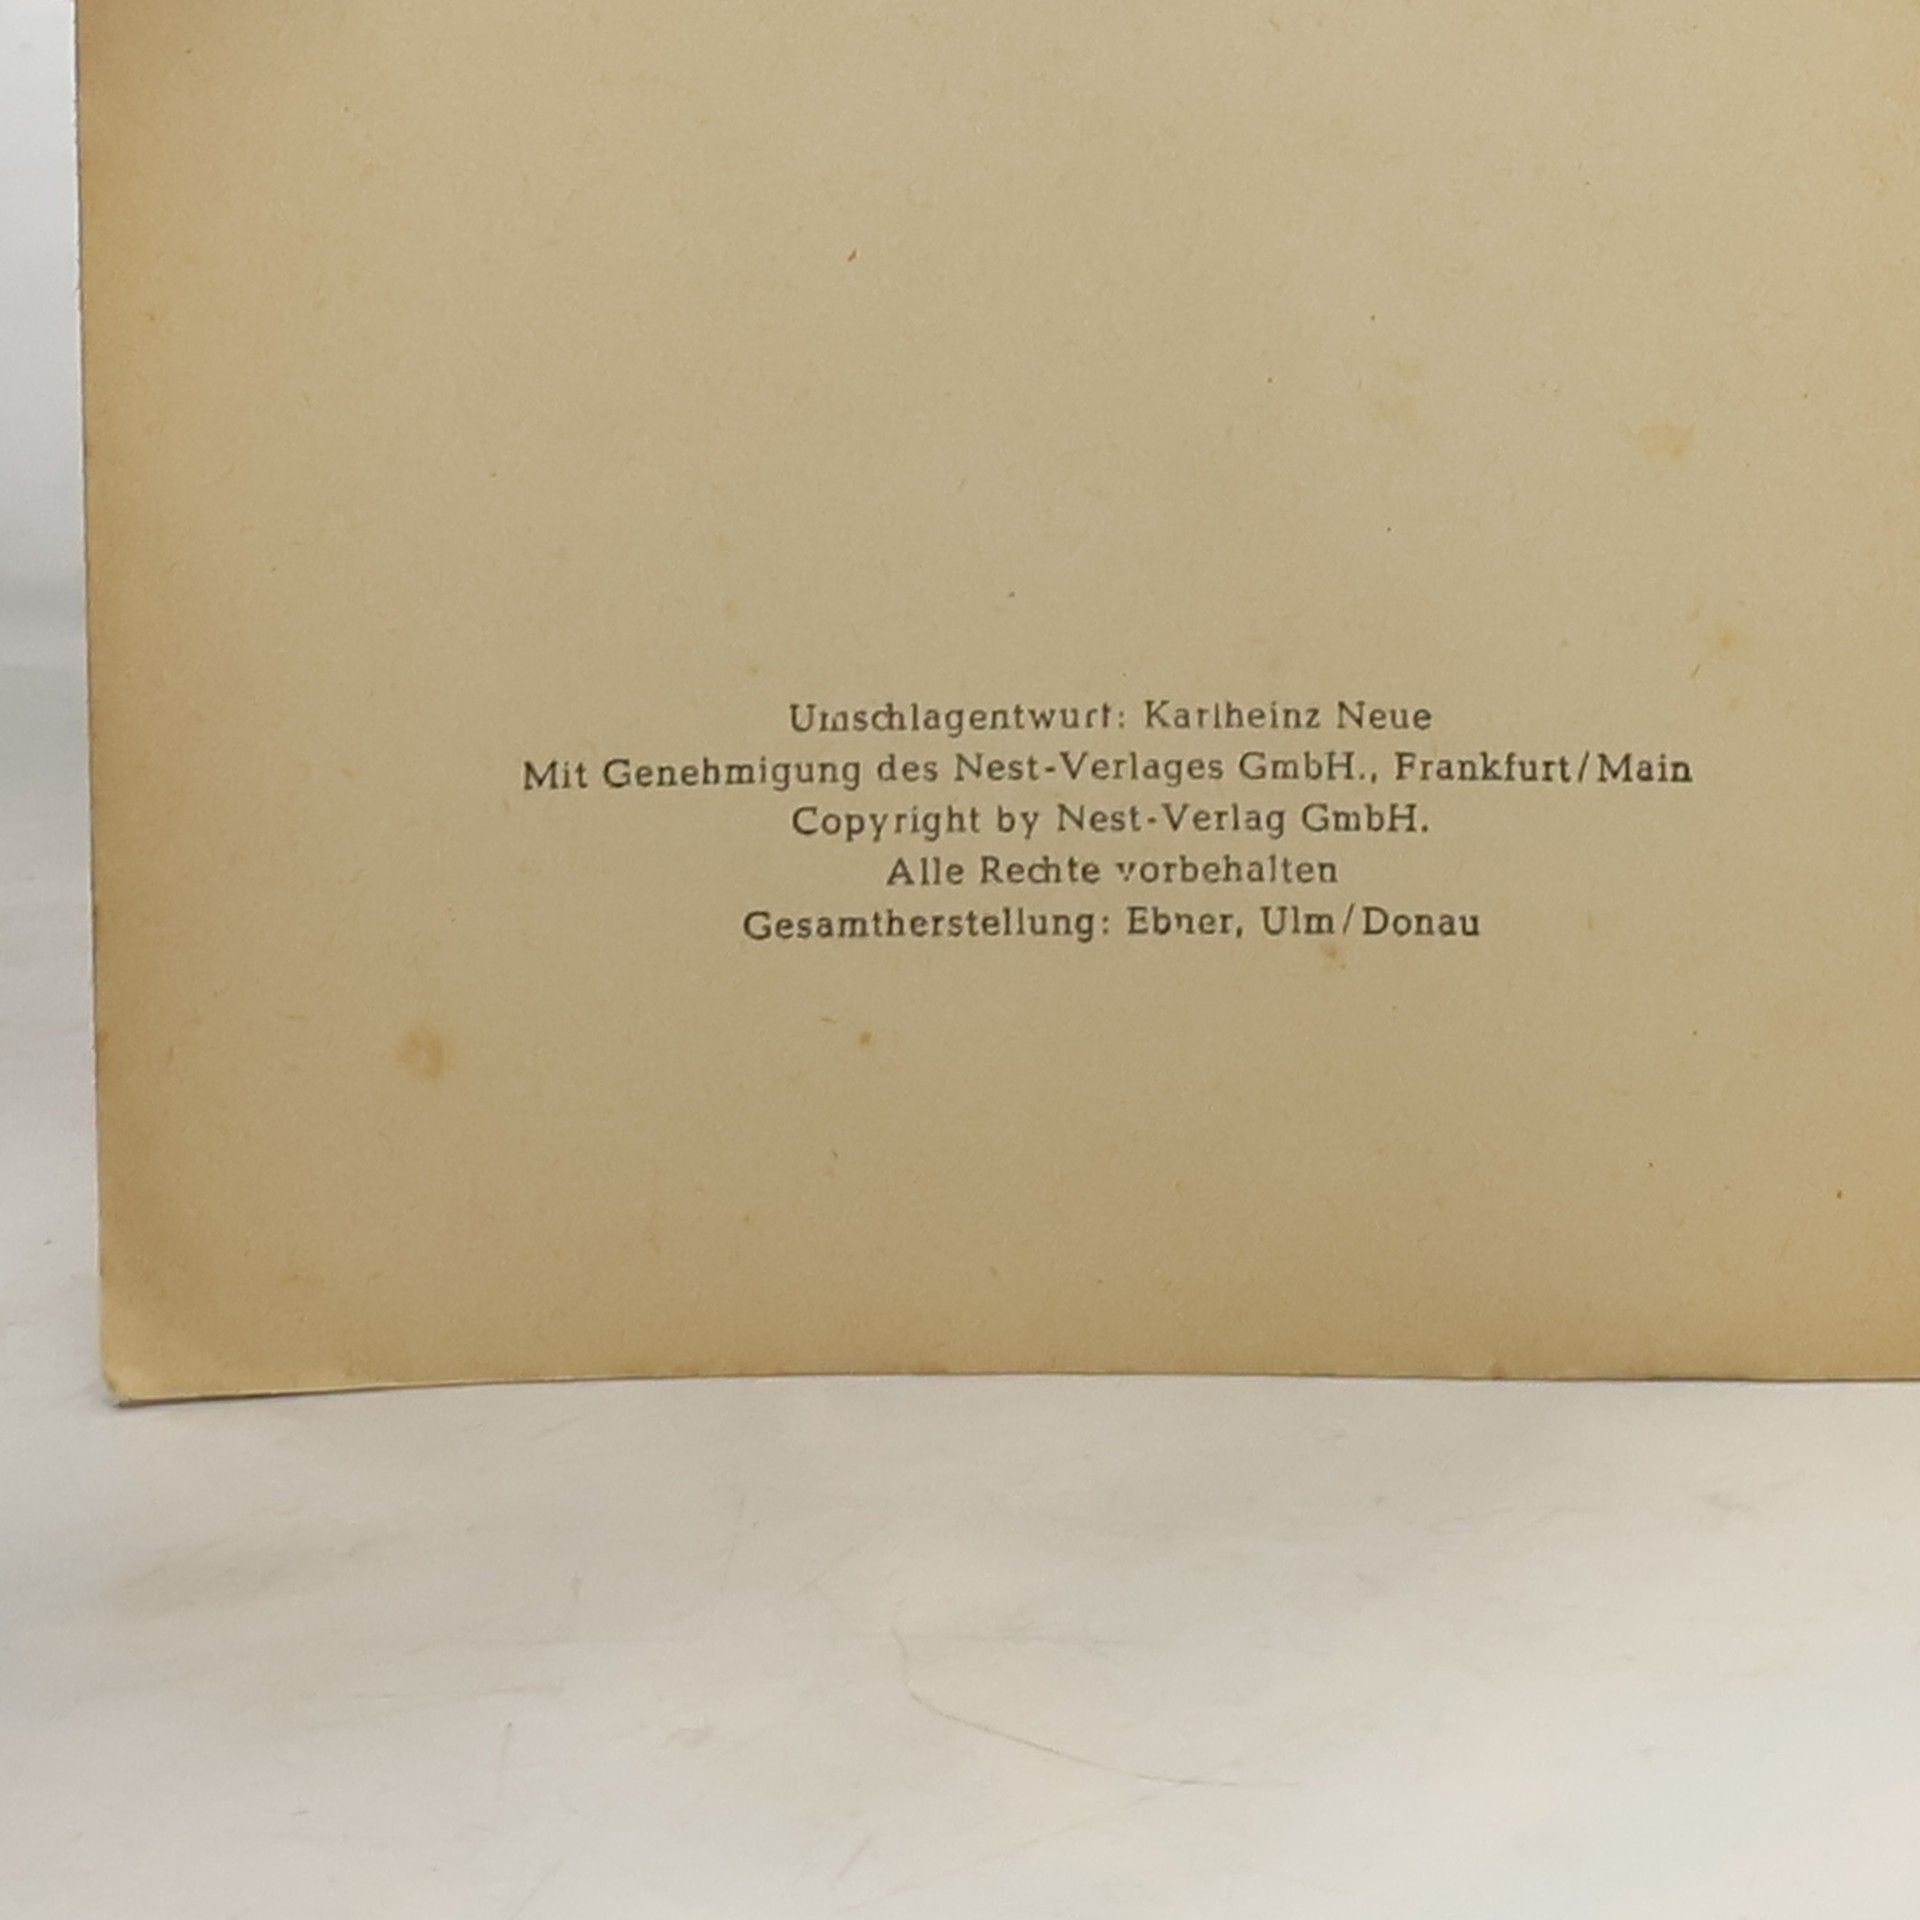 Umschlagentwurf: Karlheinz Neue
Mit Genehmigung des Nest-Verlages GmbH., Frankfurt/Main
Copyright by Nest-Verlag GmbH.
Alle Rechte vorbehalten
Gesamtherstellung: Ebner, Ulm/Donau